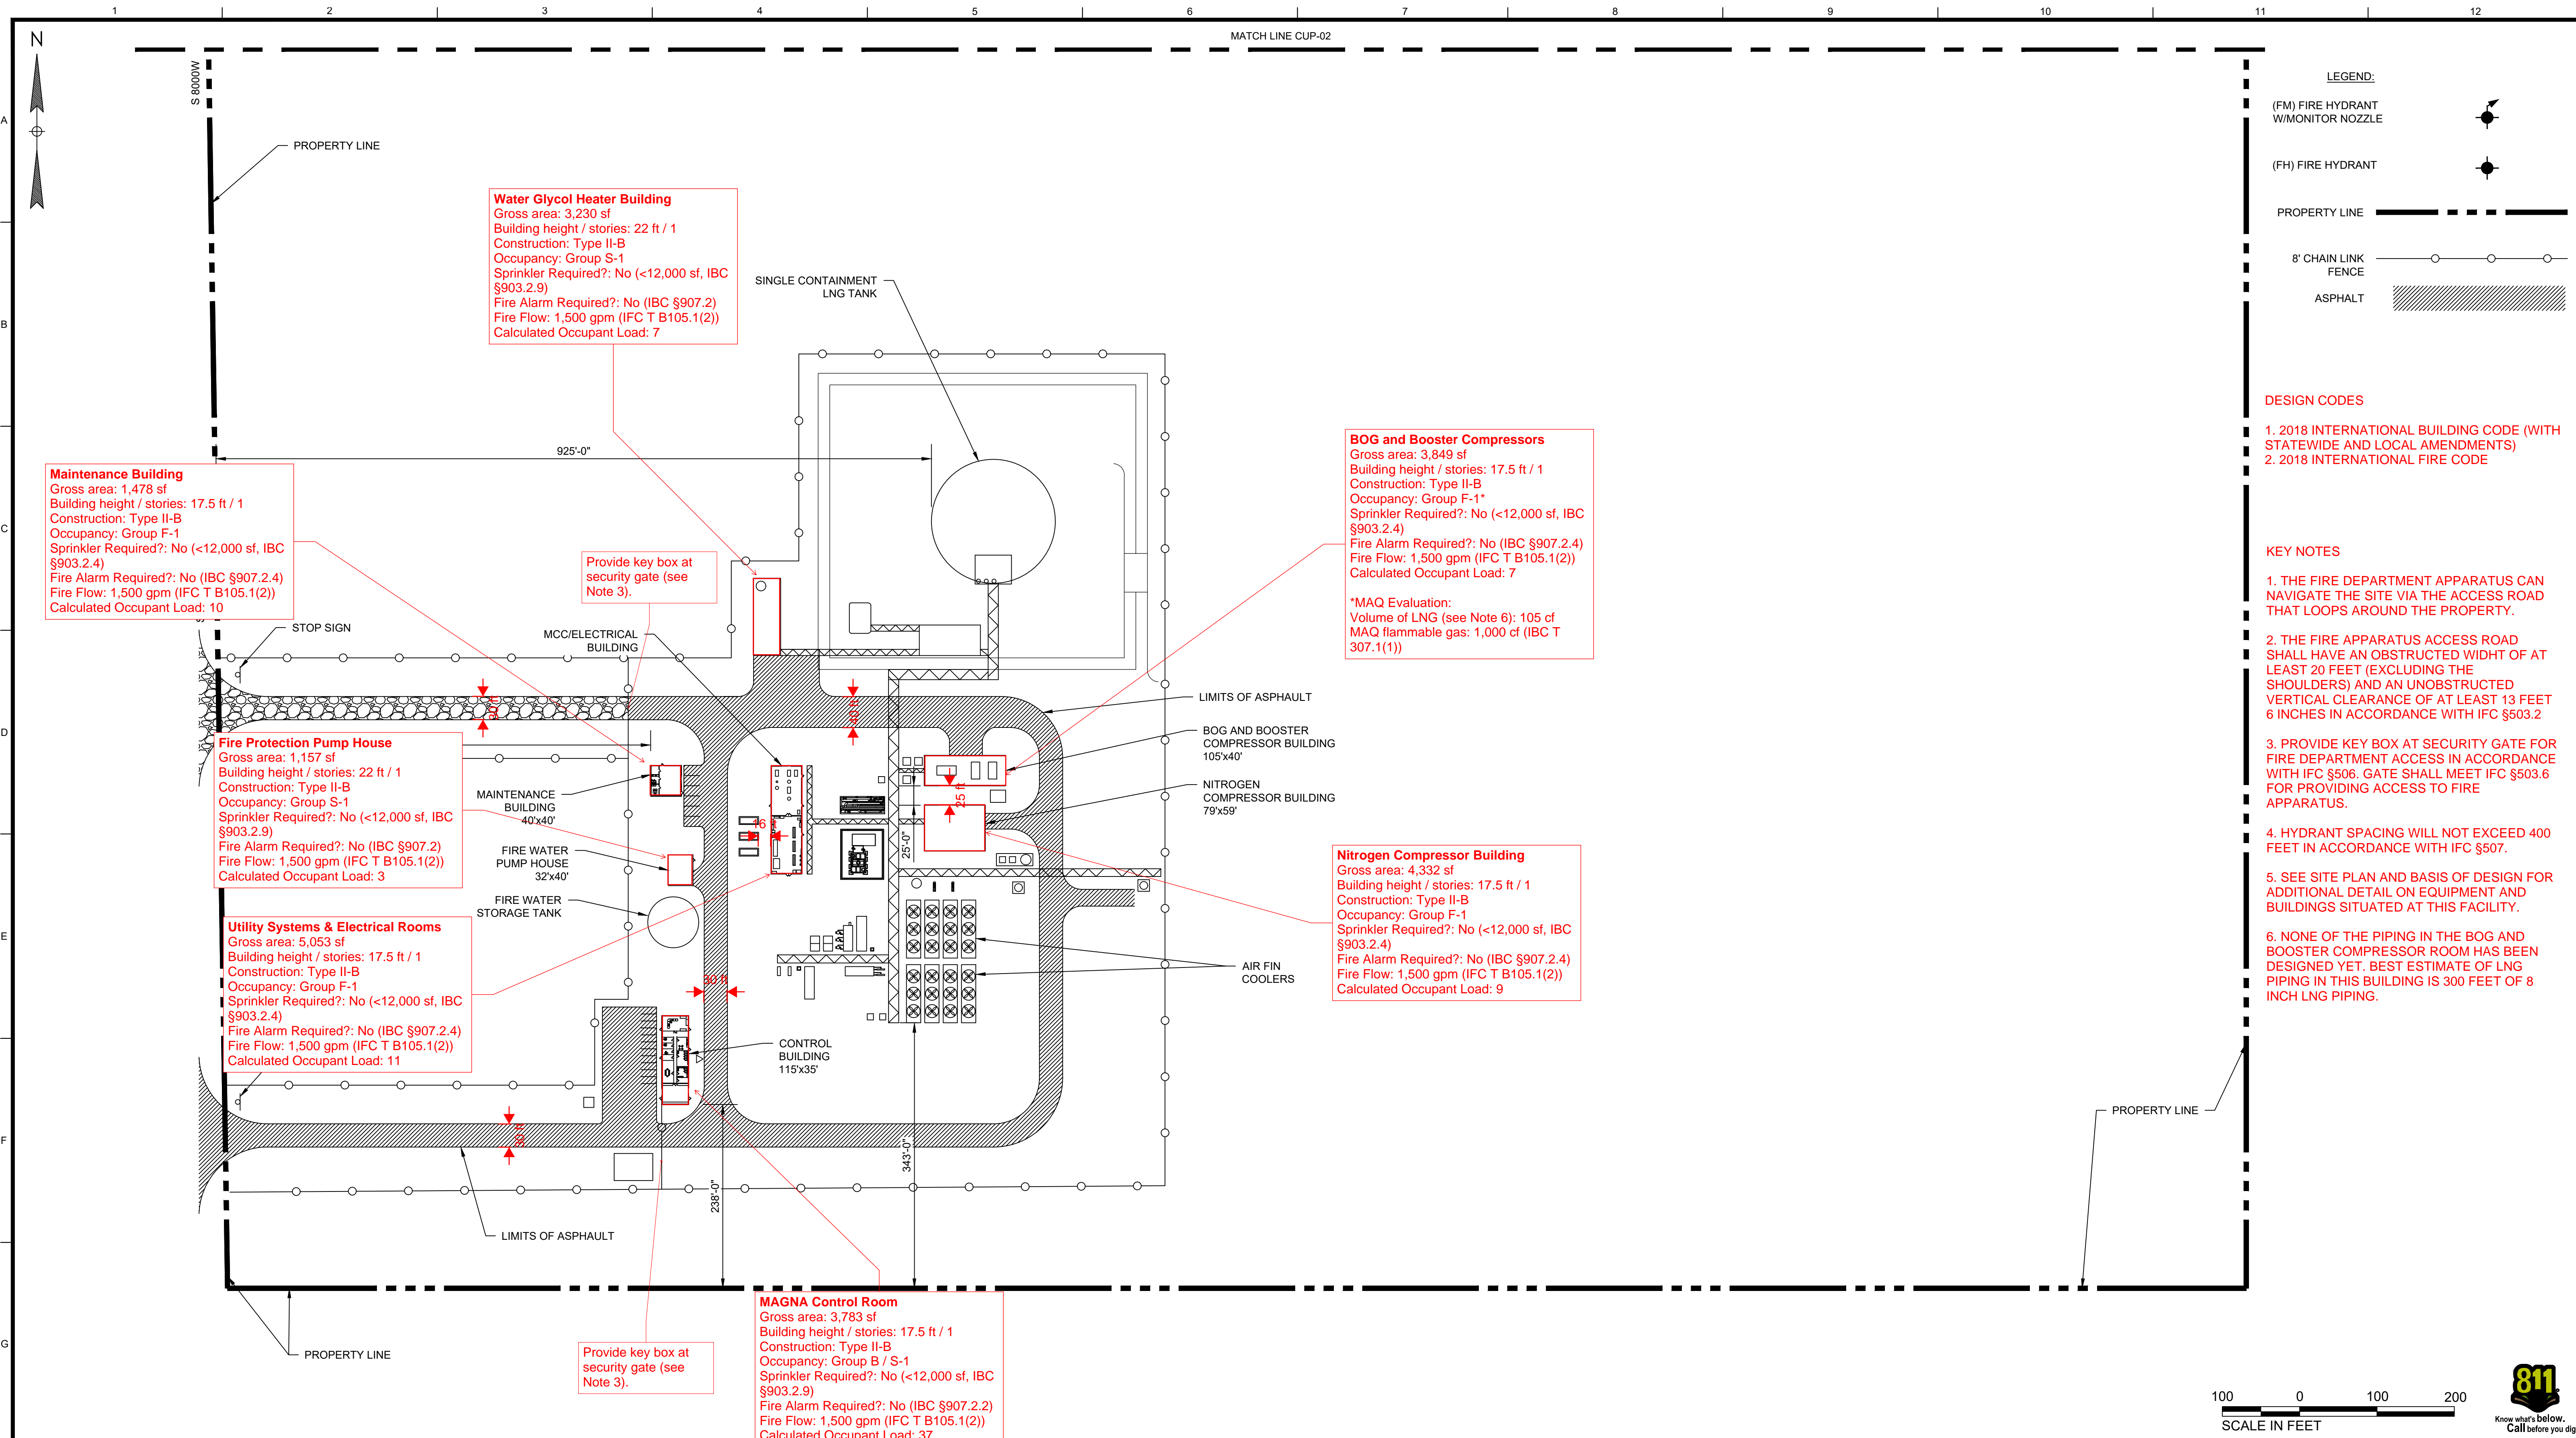 1 2 3 4 5 6 7 8 9 10 11 12
A
B
C
D
E
F
G
N
MATCH LINE CUP-02
S 8000W
PROPERTY LINE
Water Glycol Heater Building
Gross area: 3,230 sf
Building height / stories: 22 ft / 1
Construction: Type II-B
Occupancy: Group S-1
Sprinkler Required?: No (<12,000 sf, IBC
§903.2.9)
Fire Alarm Required?: No (IBC §907.2)
Fire Flow: 1,500 gpm (IFC T B105.1(2))
Calculated Occupant Load: 7
SINGLE CONTAINMENT
LNG TANK
925'-0"
Maintenance Building
Gross area: 1,478 sf
Building height / stories: 17.5 ft / 1
Construction: Type II-B
Occupancy: Group F-1
Sprinkler Required?: No (<12,000 sf, IBC
§903.2.4)
Fire Alarm Required?: No (IBC §907.2.4)
Fire Flow: 1,500 gpm (IFC T B105.1(2))
Calculated Occupant Load: 10
Provide key box at
security gate (see
Note 3).
STOP SIGN
MCC/ELECTRICAL
BUILDING
BOG and Booster Compressors
Gross area: 3,849 sf
Building height / stories: 17.5 ft / 1
Construction: Type II-B
Occupancy: Group F-1*
Sprinkler Required?: No (<12,000 sf, IBC
§903.2.4)
Fire Alarm Required?: No (IBC §907.2.4)
Fire Flow: 1,500 gpm (IFC T B105.1(2))
Calculated Occupant Load: 7
*MAQ Evaluation:
Volume of LNG (see Note 6): 105 cf
MAQ flammable gas: 1,000 cf (IBC T
307.1(1))
40 ft
LIMITS OF ASPHAULT
BOG AND BOOSTER
COMPRESSOR BUILDING
105'x40'
NITROGEN
COMPRESSOR BUILDING
79'x59'
25 ft
25'-0"
16
Fire Protection Pump House
Gross area: 1,157 sf
Building height / stories: 22 ft / 1
Construction: Type II-B
Occupancy: Group S-1
Sprinkler Required?: No (<12,000 sf, IBC
§903.2.9)
Fire Alarm Required?: No (IBC §907.2)
Fire Flow: 1,500 gpm (IFC T B105.1(2))
Calculated Occupant Load: 3
MAINTENANCE
BUILDING
40'x40'
FIRE WATER
PUMP HOUSE
32'x40'
FIRE WATER
STORAGE TANK
Nitrogen Compressor Building
Gross area: 4,332 sf
Building height / stories: 17.5 ft / 1
Construction: Type II-B
Occupancy: Group F-1
Sprinkler Required?: No (<12,000 sf, IBC
§903.2.4)
Fire Alarm Required?: No (IBC §907.2.4)
Fire Flow: 1,500 gpm (IFC T B105.1(2))
Calculated Occupant Load: 9
Utility Systems & Electrical Rooms
Gross area: 5,053 sf
Building height / stories: 17.5 ft / 1
Construction: Type II-B
Occupancy: Group F-1
Sprinkler Required?: No (<12,000 sf, IBC
§903.2.4)
Fire Alarm Required?: No (IBC §907.2.4)
Fire Flow: 1,500 gpm (IFC T B105.1(2))
Calculated Occupant Load: 11
30 ft
AIR FIN
COOLERS
CONTROL
BUILDING
115'x35'
30 ft
343'-0"
238'-0"
LIMITS OF ASPHAULT
PROPERTY LINE
PROPERTY LINE
Provide key box at
security gate (see
Note 3).
MAGNA Control Room
Gross area: 3,783 sf
Building height / stories: 17.5 ft / 1
Construction: Type II-B
Occupancy: Group B / S-1
Sprinkler Required?: No (<12,000 sf, IBC
§903.2.9)
Fire Alarm Required?: No (IBC §907.2.2)
Fire Flow: 1,500 gpm (IFC T B105.1(2))
Calculated Occupant Load: 37
LEGEND:
(FM) FIRE HYDRANT
W/MONITOR NOZZLE
(FH) FIRE HYDRANT
PROPERTY LINE
8' CHAIN LINK
FENCE
ASPHALT
DESIGN CODES
1. 2018 INTERNATIONAL BUILDING CODE (WITH
STATEWIDE AND LOCAL AMENDMENTS)
2. 2018 INTERNATIONAL FIRE CODE
KEY NOTES
1. THE FIRE DEPARTMENT APPARATUS CAN
NAVIGATE THE SITE VIA THE ACCESS ROAD
THAT LOOPS AROUND THE PROPERTY.
2. THE FIRE APPARATUS ACCESS ROAD
SHALL HAVE AN OBSTRUCTED WIDHT OF AT
LEAST 20 FEET (EXCLUDING THE
SHOULDERS) AND AN UNOBSTRUCTED
VERTICAL CLEARANCE OF AT LEAST 13 FEET
6 INCHES IN ACCORDANCE WITH IFC §503.2
3. PROVIDE KEY BOX AT SECURITY GATE FOR
FIRE DEPARTMENT ACCESS IN ACCORDANCE
WITH IFC §506. GATE SHALL MEET IFC §503.6
FOR PROVIDING ACCESS TO FIRE
APPARATUS.
4. HYDRANT SPACING WILL NOT EXCEED 400
FEET IN ACCORDANCE WITH IFC §507.
5. SEE SITE PLAN AND BASIS OF DESIGN FOR
ADDITIONAL DETAIL ON EQUIPMENT AND
BUILDINGS SITUATED AT THIS FACILITY.
6. NONE OF THE PIPING IN THE BOG AND
BOOSTER COMPRESSOR ROOM HAS BEEN
DESIGNED YET. BEST ESTIMATE OF LNG
PIPING IN THIS BUILDING IS 300 FEET OF 8
INCH LNG PIPING.
100 0 100 200
SCALE IN FEET
811
Know what's below.
Call before you dig